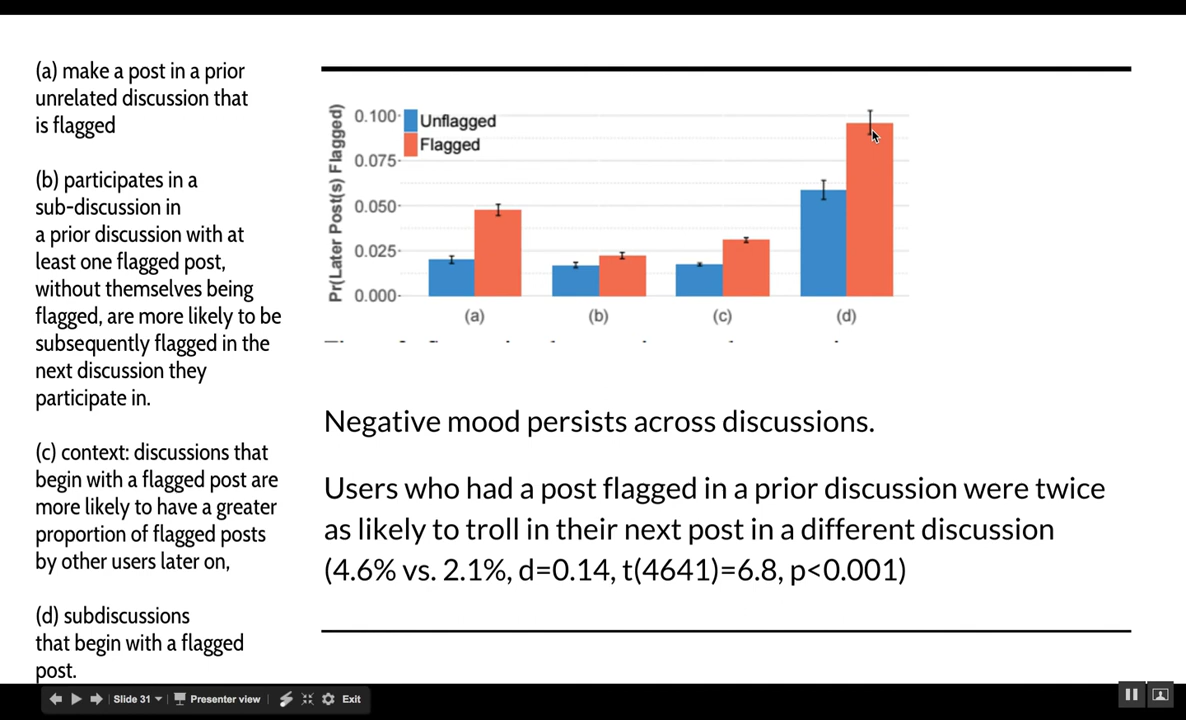 (a) make a post in a prior
unrelated discussion that
is flagged
(b) participates in a
sub-discussion in
a prior discussion with at
least one flagged post,
without themselves being
flagged, are more likely to be
subsequently flagged in the
next discussion they
participate in.
(c) context: discussions that
begin with a flagged post are
more likely to have a greater
proportion of flagged posts
by other users later on,
(d) subdiscussions
that begin with a flagged
post.
Pr(Later Post(s) Flagged)
0.100
0.075
0.050
0.025
0.000
Unflagged
Flagged
(a) (b) (c) (d)
Negative mood persists across discussions.
Users who had a post flagged in a prior discussion were twice
as likely to troll in their next post in a different discussion
(4.6% vs. 2.1%, d=0.14, t(4641)=6.8, p<0.001)
Slide 31 Presenter view Exit